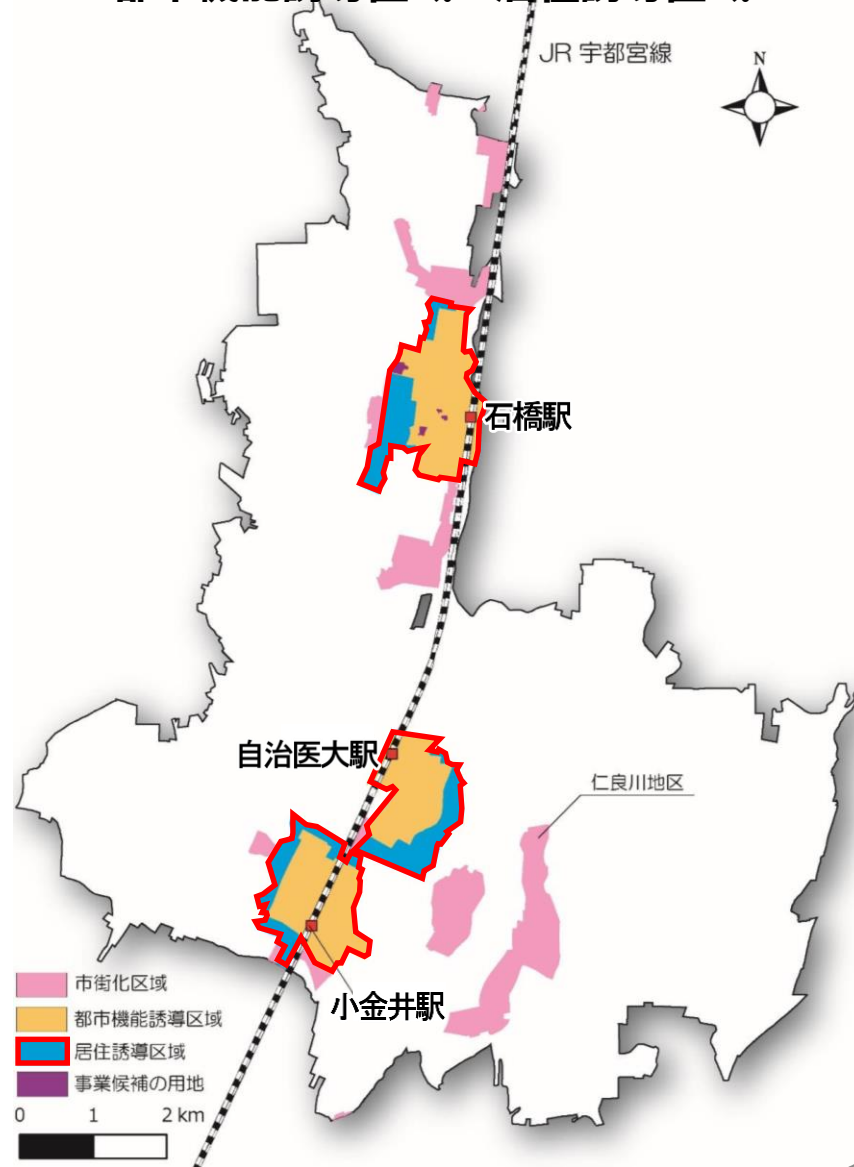 JR 宇都宮線
N
石橋駅
自治医大駅
仁良川地区
小金井駅
市街化区域
都市機能誘導区域
居住誘導区域
事業候補の用地
0 1 2 km